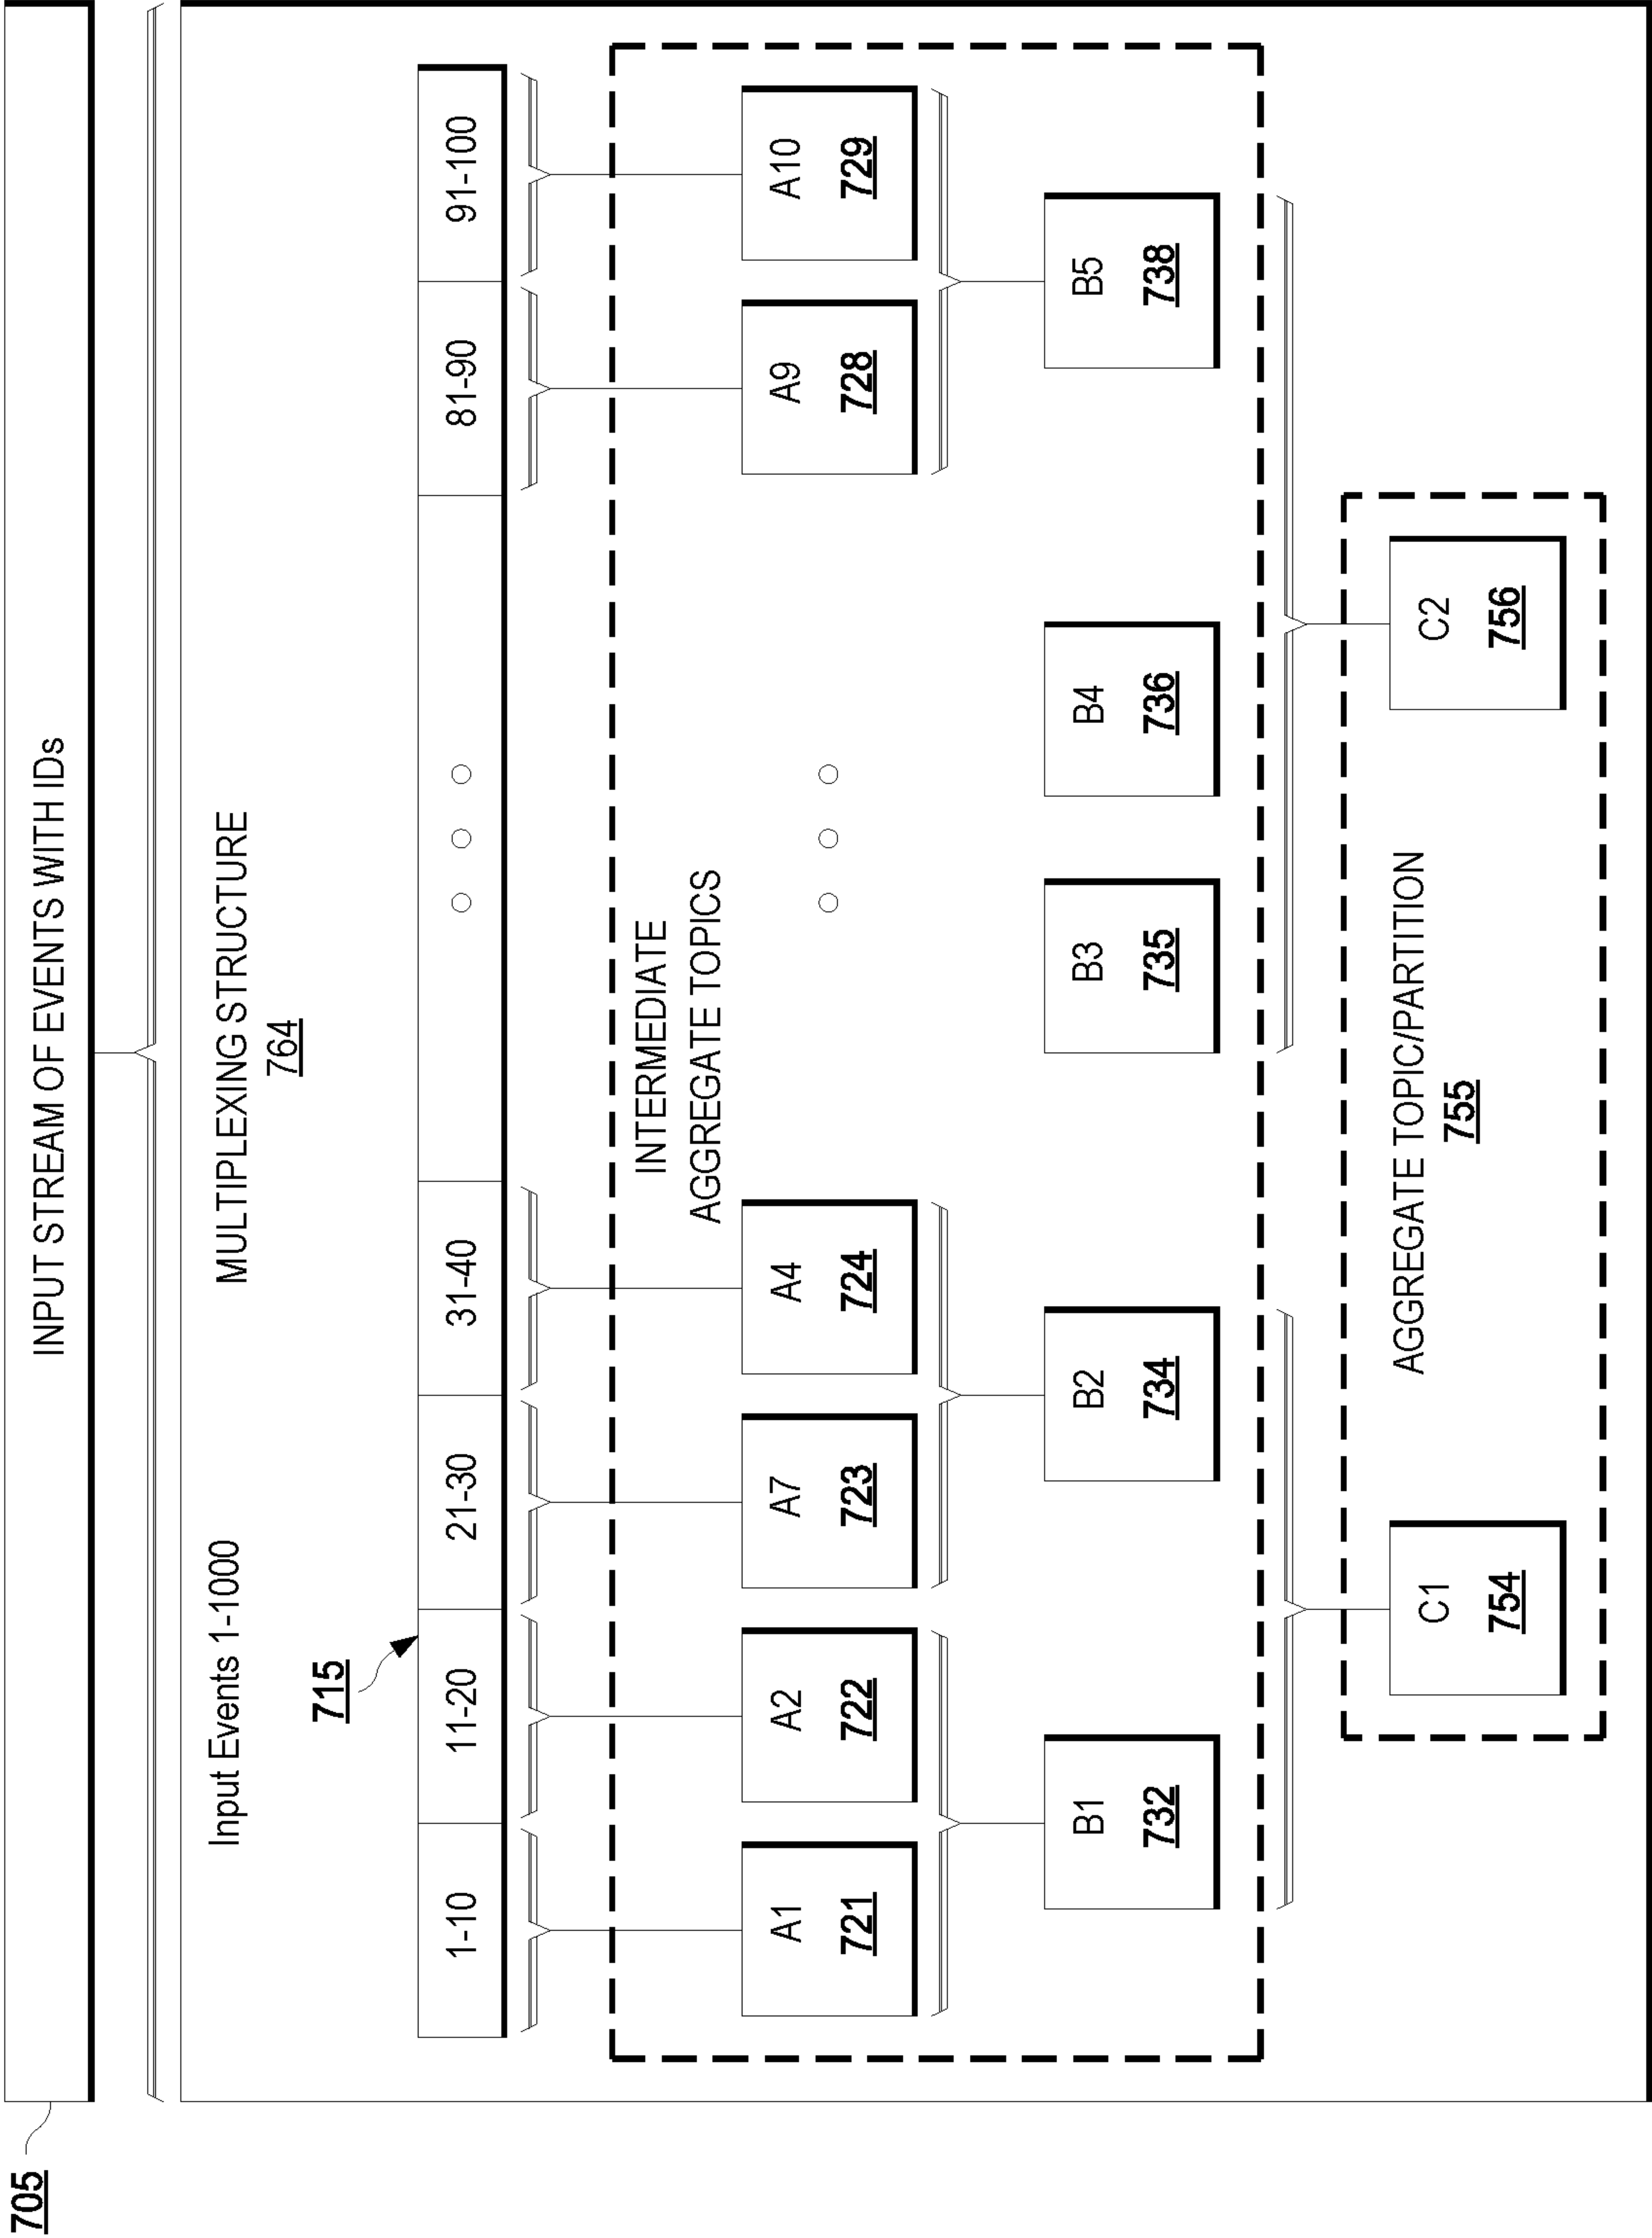 705
INPUT STREAM OF EVENTS WITH IDs
MULTIPLEXING STRUCTURE
764
Input Events 1-1000
715
1-10
11-20
21-30
31-40
81-90
91-100
INTERMEDIATE
AGGREGATE TOPICS
A1
721
A2
722
A7
723
A4
724
A9
728
A10
729
B1
732
B2
734
B3
735
B4
736
B5
738
AGGREGATE TOPIC/PARTITION
755
C1
754
C2
756